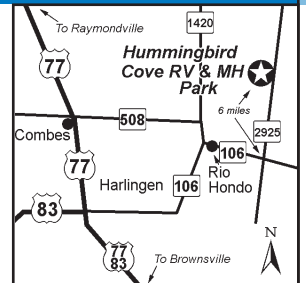 To Raymondville
1420
77
Hummingbird
Cove RV & MH
Park
6 miles
508
2925
Combes
106
77
Rio
Hondo
Harlingen
106
83
N
77
83
To Brownsville